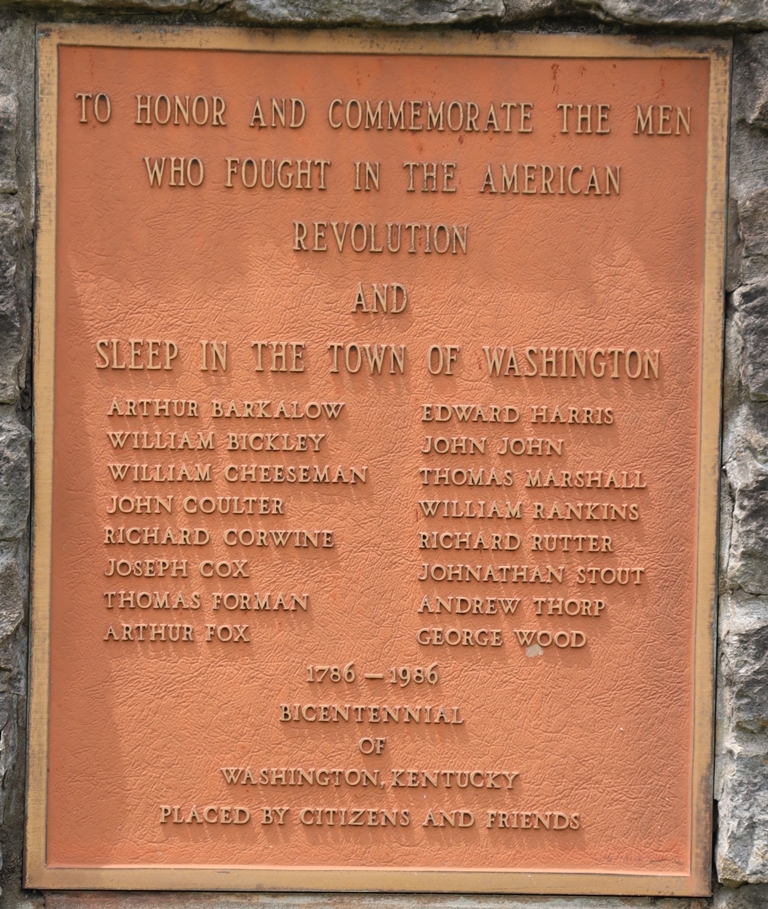 TO HONOR AND COMMEMORATE THE MEN
WHO FOUGHT IN THE AMERICAN
REVOLUTION
AND
SLEEP IN THE TOWN OF WASHINGTON
ARTHUR BARKALOW
WILLIAM BICKLEY
WILLIAM CHEESEMAN
JOHN COULTER
RICHARD CORWINE
JOSEPH COX
THOMAS FORMAN
ARTHUR FOX
EDWARD HARRIS
JOHN JOHN
THOMAS MARSHALL
WILLIAM RANKINS
RICHARD RUTTER
JOHNATHAN STOUT
ANDREW THORP
GEORGE WOOD
1786 — 1986
BICENTENNIAL
OF
WASHINGTON, KENTUCKY
PLACED BY CITIZENS AND FRIENDS